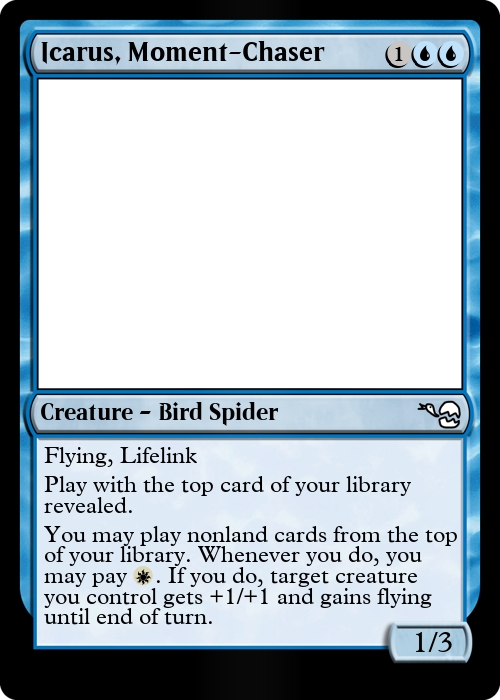 Icarus, Moment-Chaser 1
Creature - Bird Spider
Flying, Lifelink
Play with the top card of your library
revealed.
You may play nonland cards from the top
of your library. Whenever you do, you
may pay . If you do, target creature
you control gets +1/+1 and gains flying
until end of turn.
1/3